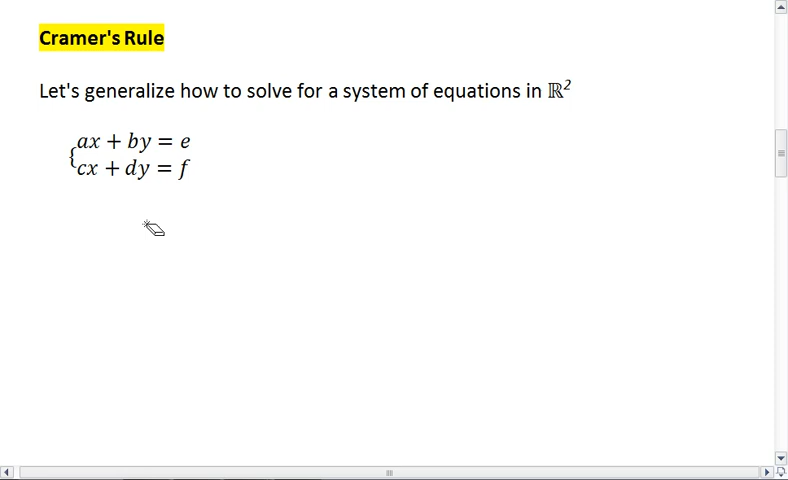 Cramer's Rule
Let's generalize how to solve for a system of equations in ℝ²
{ax + by = e
cx + dy = f